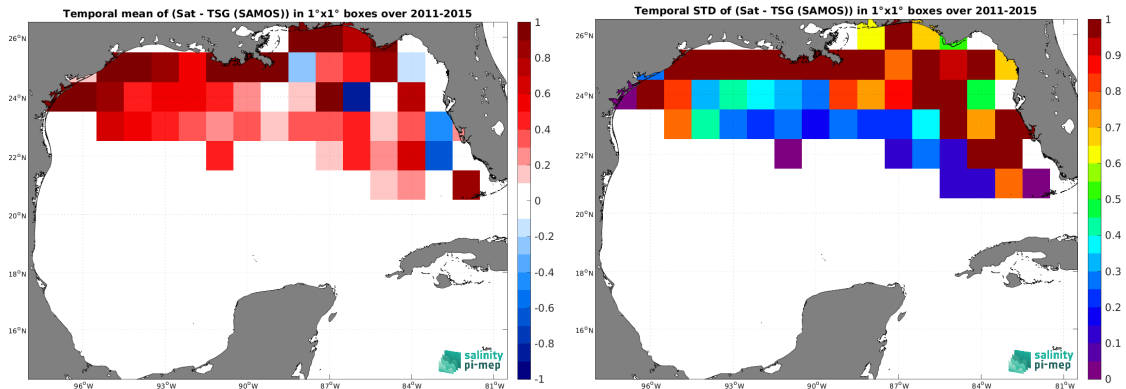 Temporal mean of (Sat - TSG (SAMOS)) in 1°x1° boxes over 2011-2015
26°N
24°N
22°N
20°N
18°N
16°N
96°W
93°W
90°W
87°W
84°W
81°W
1
0.8
0.6
0.4
0.2
0
-0.2
-0.4
-0.6
-0.8
-1
salinity
pi-mep
Temporal STD of (Sat - TSG (SAMOS)) in 1°x1° boxes over 2011-2015
26°N
24°N
22°N
20°N
18°N
16°N
96°W
93°W
90°W
87°W
84°W
81°W
1
0.9
0.8
0.7
0.6
0.5
0.4
0.3
0.2
0.1
0
salinity
pi-mep